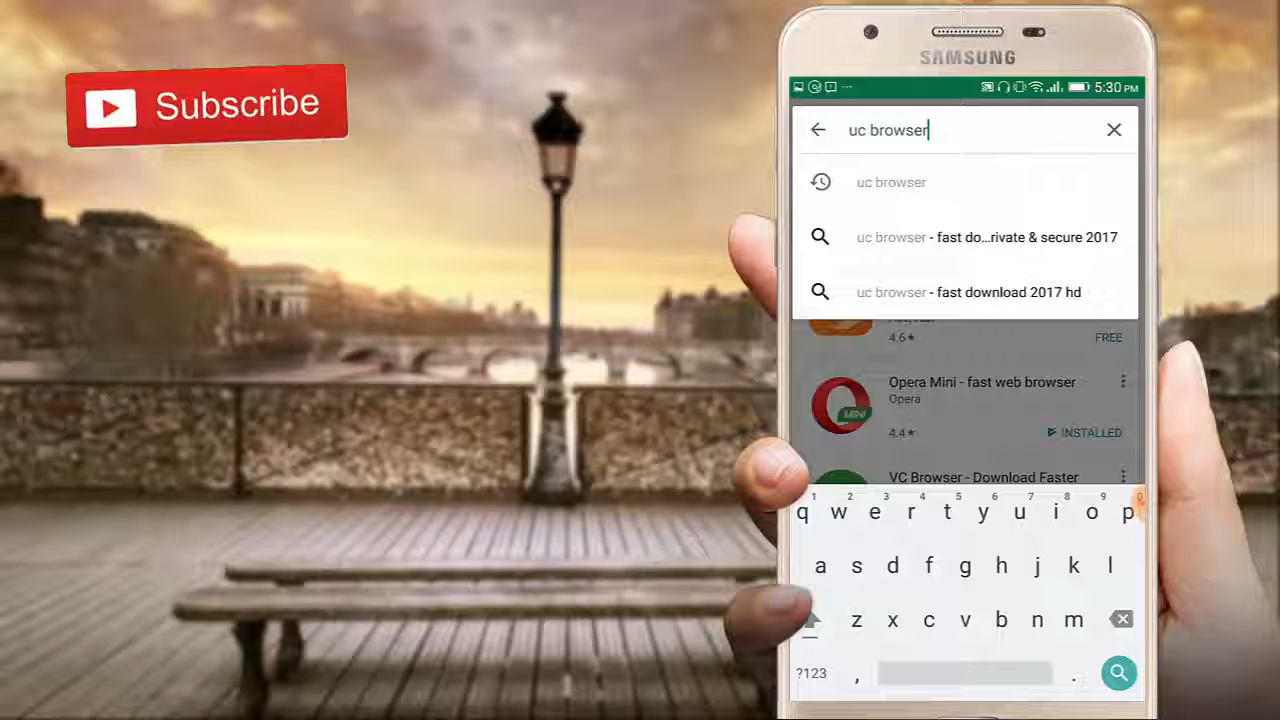 Subscribe
SAMSUNG
5:30 PM
uc browser
uc browser
uc browser - fast do...rivate & secure 2017
uc browser - fast download 2017 hd
4.6★ FREE
Opera Mini - fast web browser
Opera
MINI
4.4★ INSTALLED
VC Browser - Download Faster
1 2 3 4 5 6 7 8 9 0
q w e r t y u i o p
a s d f g h j k l
z x c v b n m
?123 , .